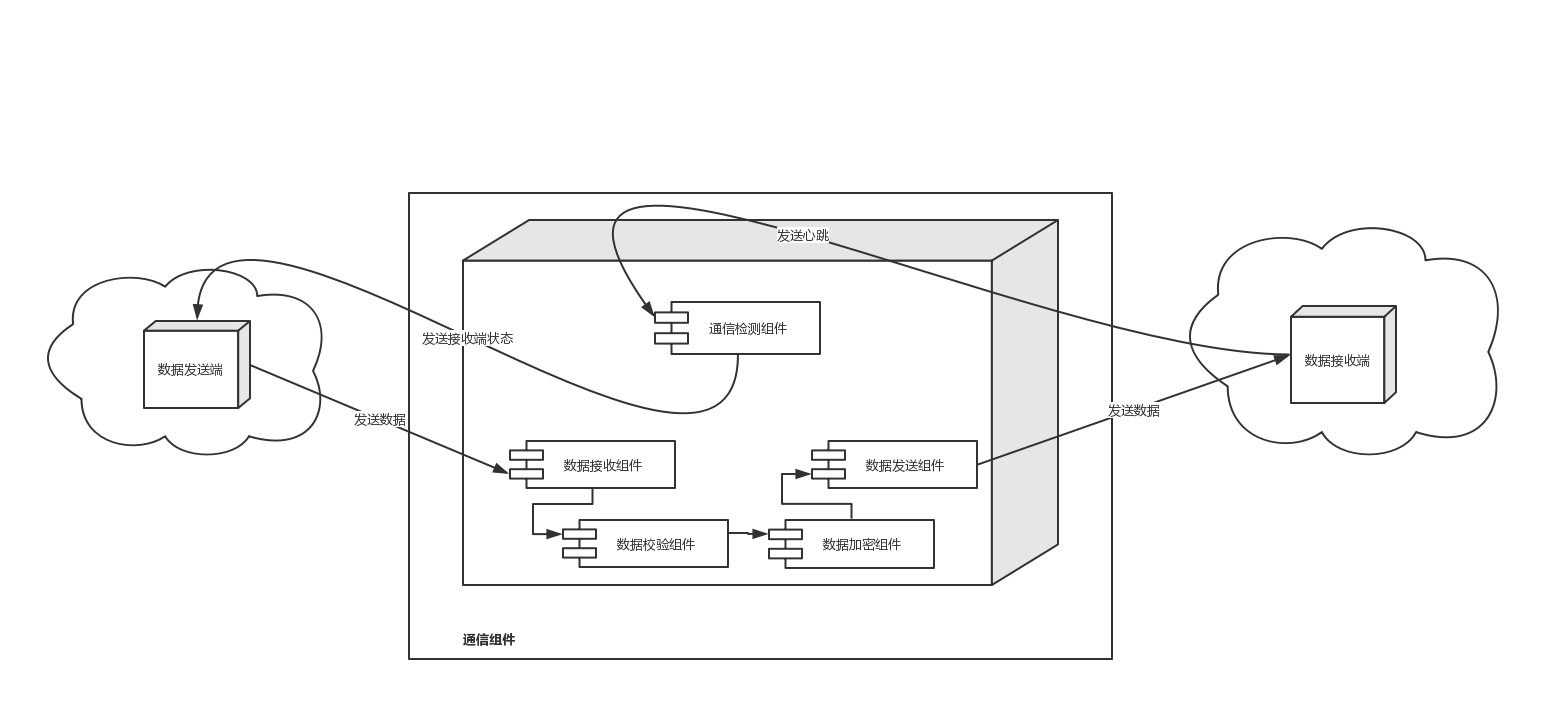 发送心跳
通信检测组件
发送接收端状态
数据发送端
数据接收端
发送数据
发送数据
数据接收组件
数据发送组件
数据校验组件
数据加密组件
通信组件